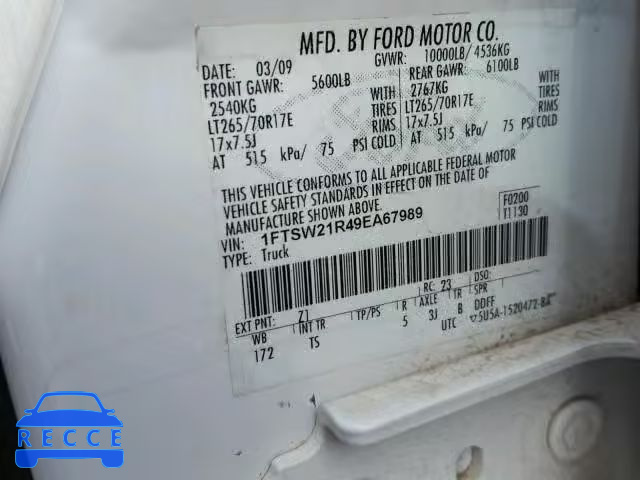 MFD. BY FORD MOTOR CO.
DATE: 03/09 GVWR: 10000LB/ 4536KG
FRONT GAWR: 5600LB REAR GAWR: 6100LB
2540KG WITH 2767KG WITH
LT265/70R17E TIRES LT265/70R17E TIRES
17x7.5J RIMS 17x7.5J RIMS
AT 515 kPa/ 75 PSI COLD AT 515 kPa/ 75 PSI COLD
THIS VEHICLE CONFORMS TO ALL APPLICABLE FEDERAL MOTOR
VEHICLE SAFETY STANDARDS IN EFFECT ON THE DATE OF
MANUFACTURE SHOWN ABOVE.
VIN: 1FTSW21R49EA67989 F0200
TYPE: Truck T1130
EXT PNT: Z1 RC: 23 DSO:
WB INT TR TP/PS R AXLE TR SPR
172 TS 5 3J B DDFF
UTC 5U5A-1520472-BA
RECCE